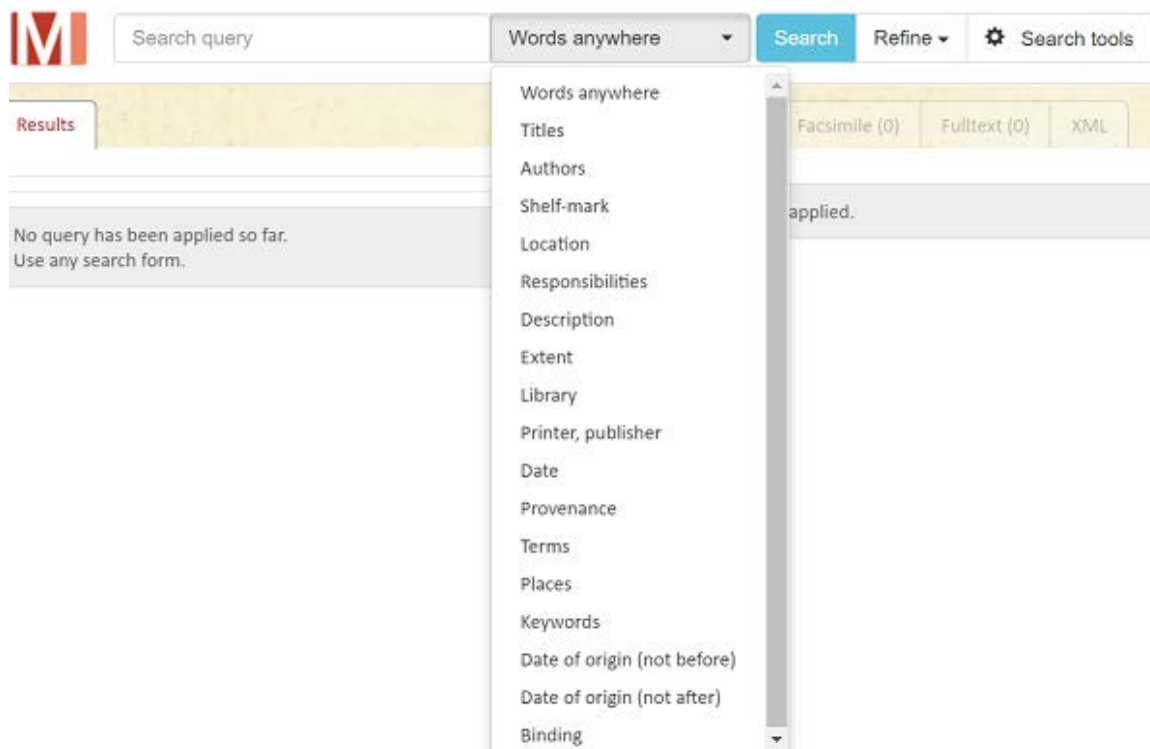 M
Search query
Words anywhere
Search
Refine
Search tools
Results
Facsimile (0)
Fulltext (0)
XML
No query has been applied so far.
Use any search form.
applied.
Words anywhere
Titles
Authors
Shelf-mark
Location
Responsibilities
Description
Extent
Library
Printer, publisher
Date
Provenance
Terms
Places
Keywords
Date of origin (not before)
Date of origin (not after)
Binding